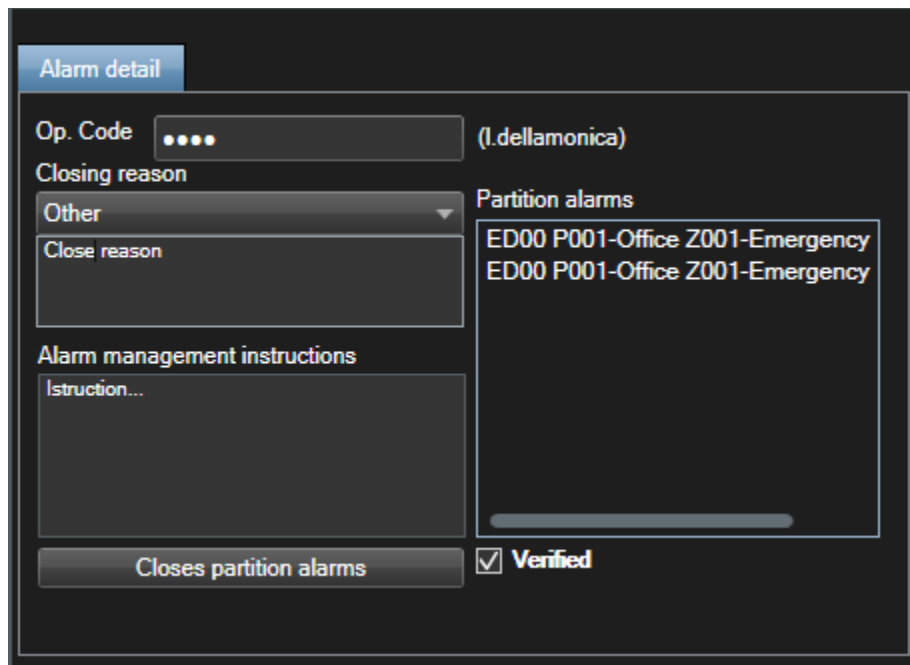 Alarm detail
Op. Code ●●●● (l.dellamonica)
Closing reason
Other
Close reason
Partition alarms
ED00 P001-Office Z001-Emergency
ED00 P001-Office Z001-Emergency
Alarm management instructions
Istruction...
Closes partition alarms
Verified